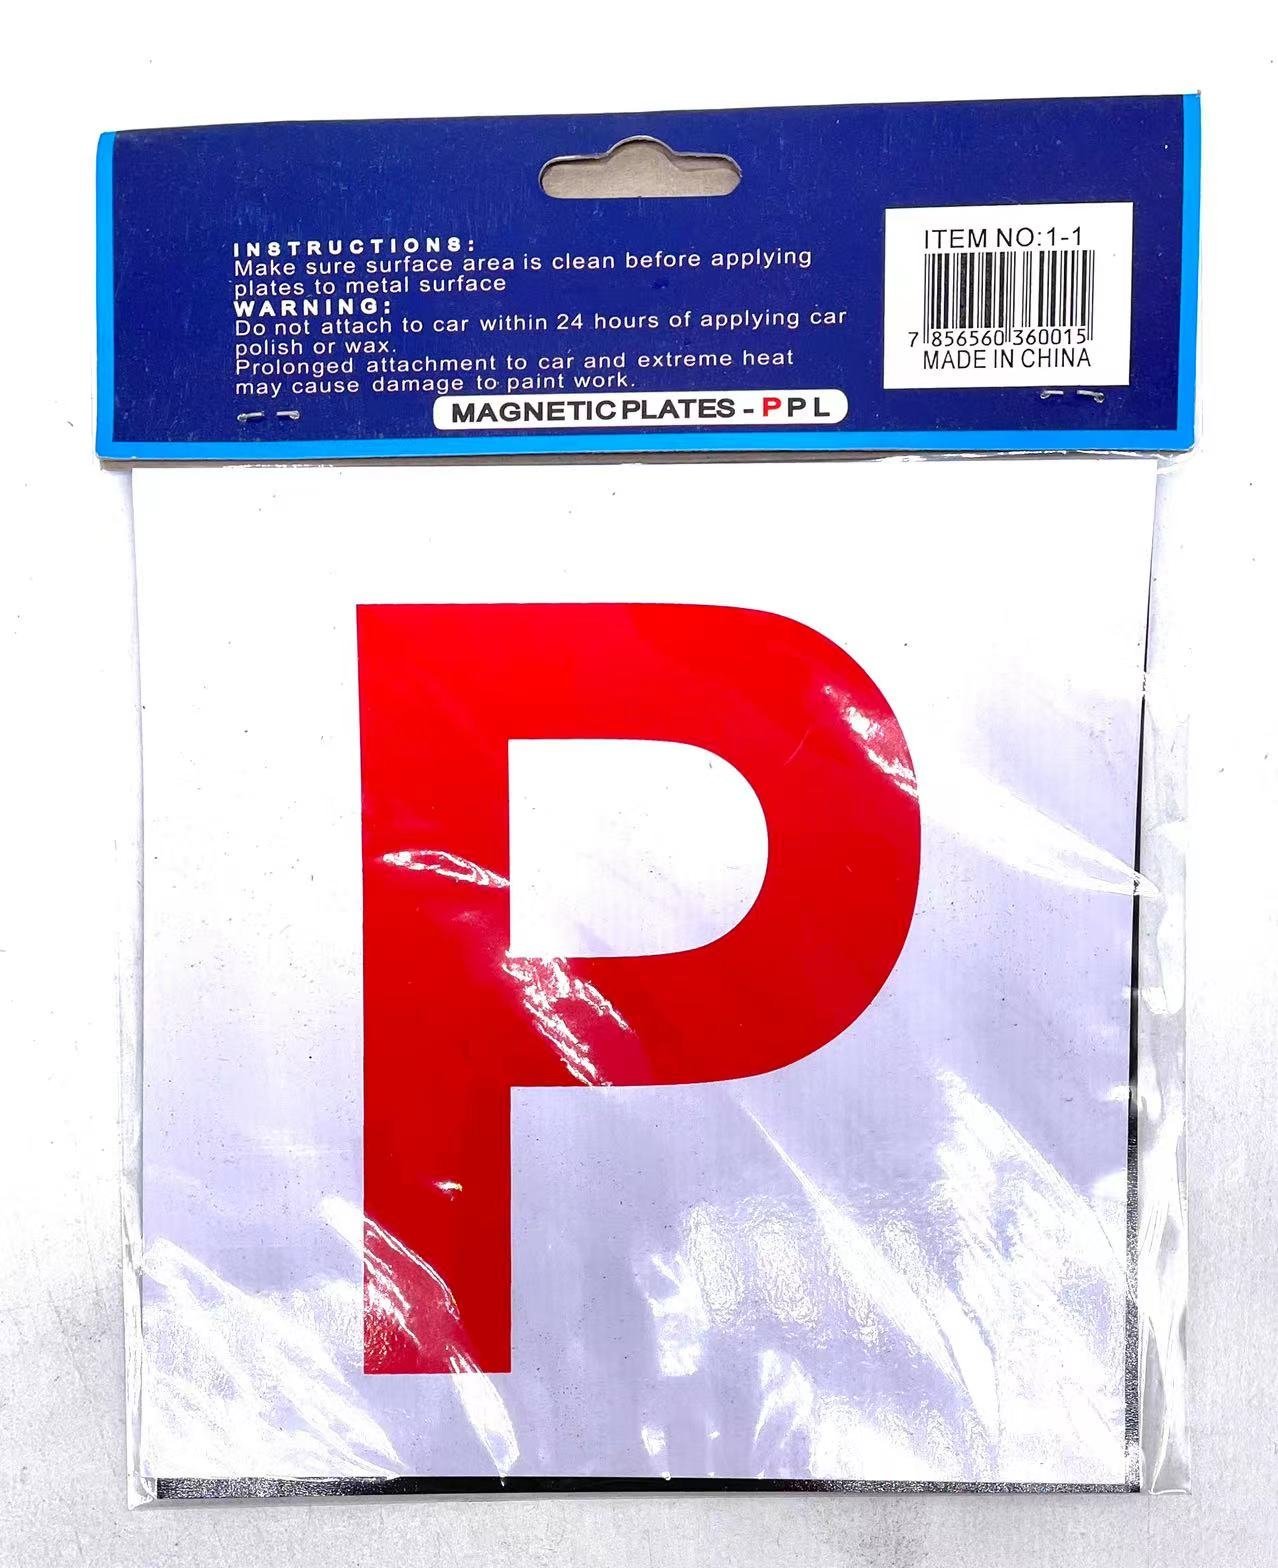 INSTRUCTIONS:
Make sure surface area is clean before applying
plates to metal surface
WARNING:
Do not attach to car within 24 hours of applying car
polish or wax.
Prolonged attachment to car and extreme heat
may cause damage to paint work.
MAGNETIC PLATES - P P L
ITEM NO:1-1
7 856560 360015
MADE IN CHINA
P